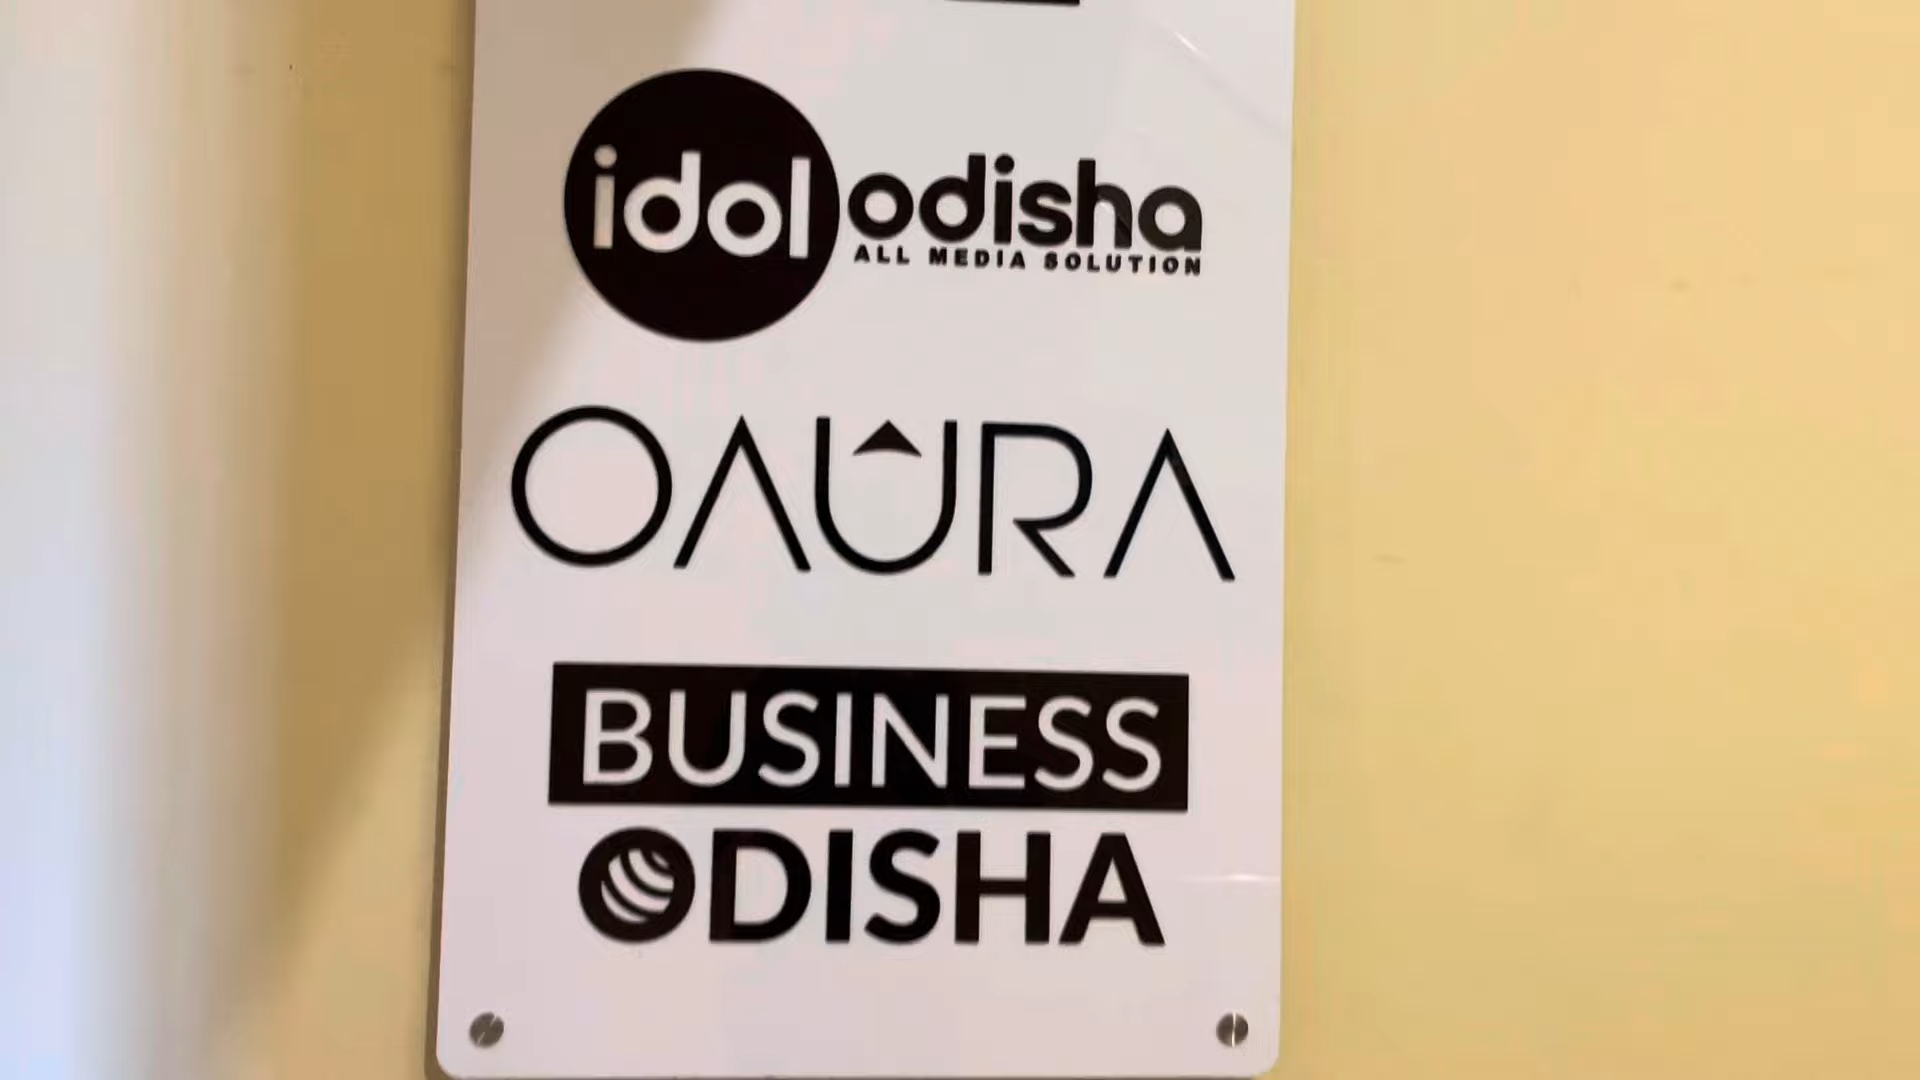 idol odisha
ALL MEDIA SOLUTION
OAURA
BUSINESS
ODISHA